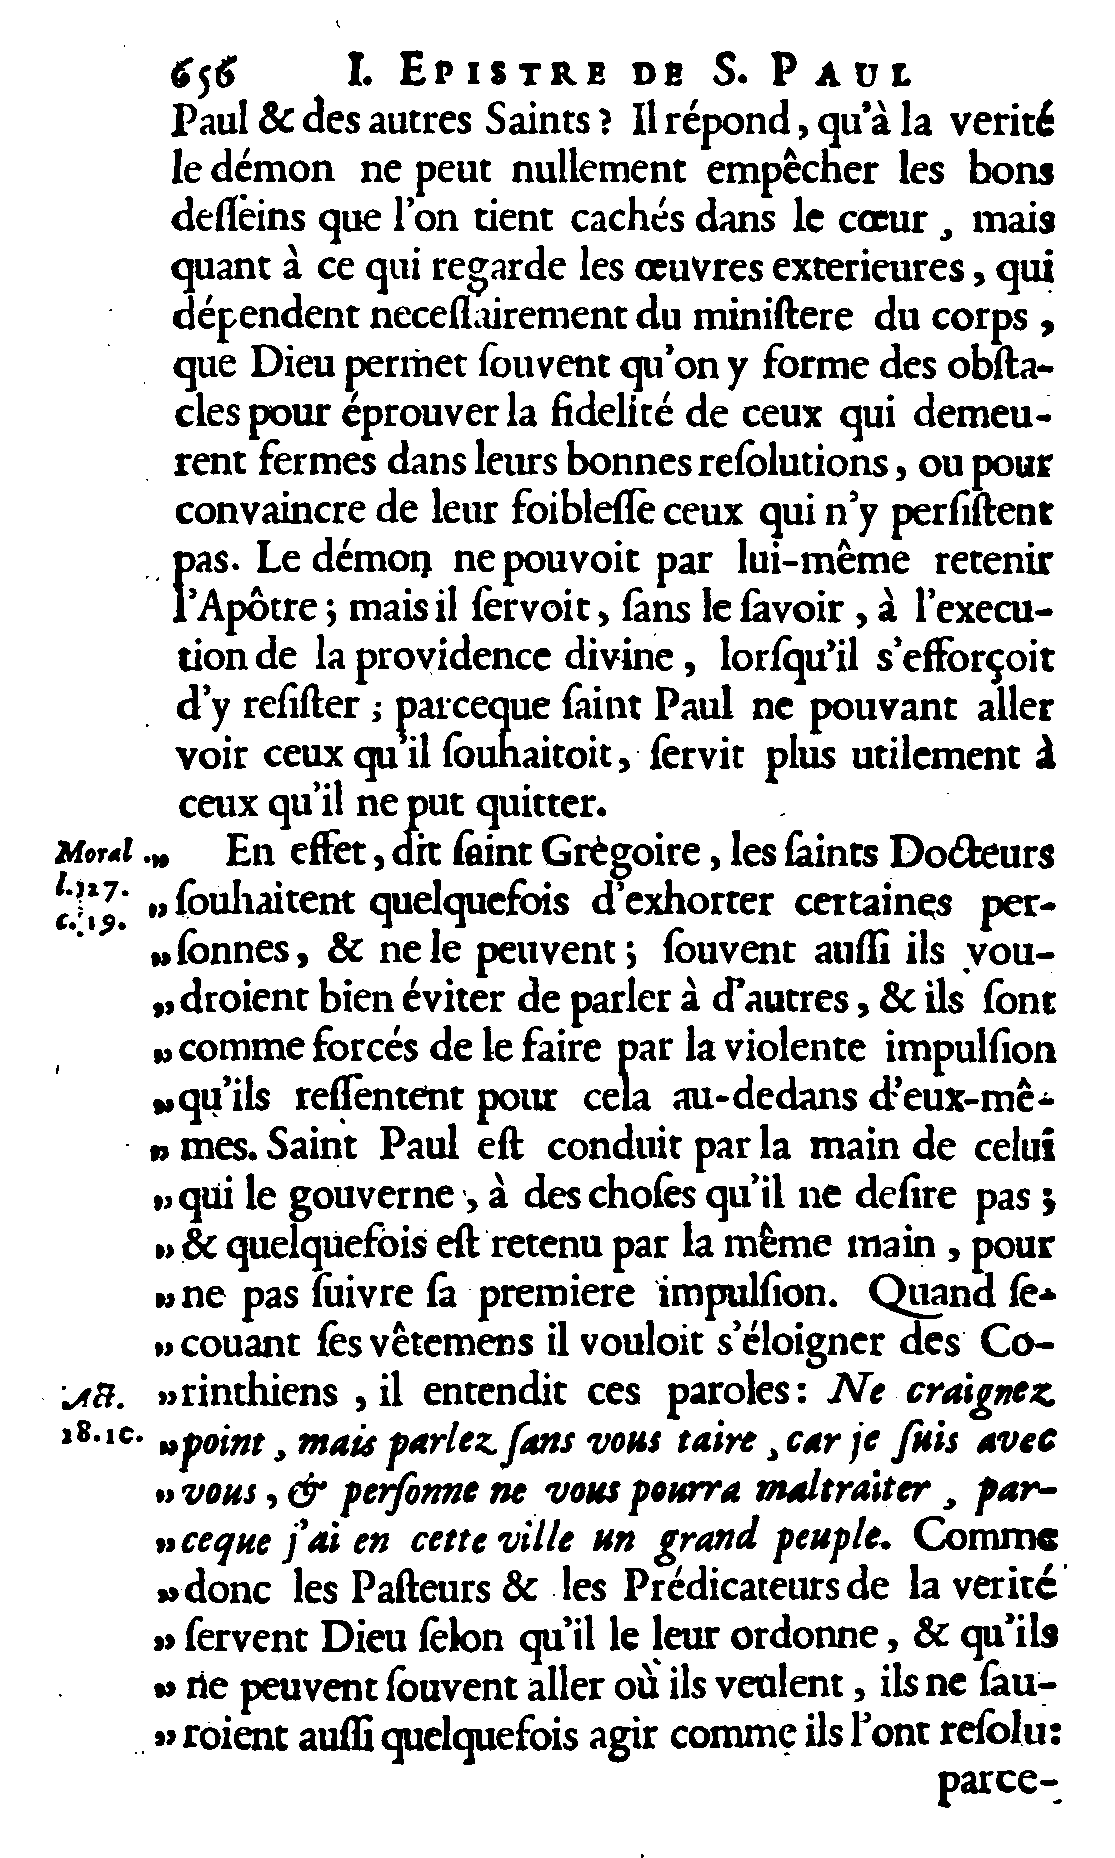 656 I. EPISTRE DE S. PAUL
Paul & des autres Saints ? Il répond, qu'à la verité
le démon ne peut nullement empêcher les bons
desseins que l'on tient cachés dans le cœur, mais
quant à ce qui regarde les œuvres exterieures, qui
dépendent necessairement du ministere du corps,
que Dieu permet souvent qu'on y forme des obsta-
cles pour éprouver la fidelité de ceux qui demeu-
rent fermes dans leurs bonnes resolutions, ou pour
convaincre de leur foiblesse ceux qui n'y persistent
pas. Le démon ne pouvoit par lui-même retenir
l'Apôtre ; mais il servoit, sans le savoir, à l'execu-
tion de la providence divine, lorsqu'il s'efforçoit
d'y resister ; parceque saint Paul ne pouvant aller
voir ceux qu'il souhaitoit, servit plus utilement à
ceux qu'il ne put quitter.
Moral. „ En effet, dit saint Grègoire, les saints Docteurs
l. 27. „ souhaitent quelquefois d'exhorter certaines per-
c. 19. „ sonnes, & ne le peuvent ; souvent aussi ils vou-
„ droient bien éviter de parler à d'autres, & ils sont
„ comme forcés de le faire par la violente impulsion
„ qu'ils ressentent pour cela au-dedans d'eux-mê-
„ mes. Saint Paul est conduit par la main de celui
„ qui le gouverne, à des choses qu'il ne desire pas ;
„ & quelquefois est retenu par la même main, pour
„ ne pas suivre sa premiere impulsion. Quand se-
„ couant ses vêtemens il vouloit s'éloigner des Co-
Act. „ rinthiens, il entendit ces paroles : Ne craignez
18. 10. „ point, mais parlez sans vous taire, car je suis avec
„ vous, & personne ne vous pourra maltraiter, par-
„ ceque j'ai en cette ville un grand peuple. Comme
„ donc les Pasteurs & les Prédicateurs de la verité
„ servent Dieu selon qu'il le leur ordonne, & qu'ils
„ ne peuvent souvent aller où ils veulent, ils ne sau-
„ roient aussi quelquefois agir comme ils l'ont resolu :
parce-